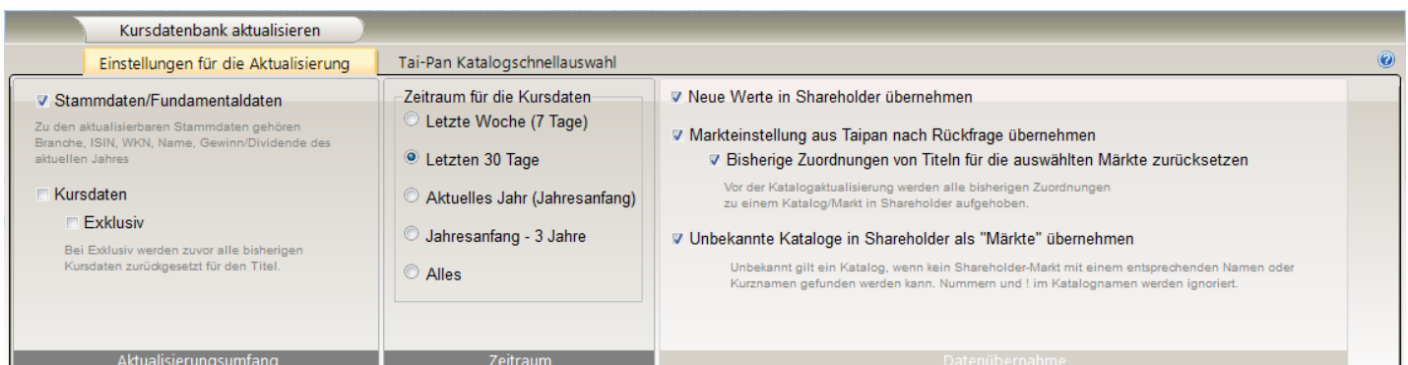 Kursdatenbank aktualisieren
Einstellungen für die Aktualisierung
Tai-Pan Katalogschnellauswahl
Stammdaten/Fundamentaldaten
Zu den aktualisierbaren Stammdaten gehören
Branche, ISIN, WKN, Name, Gewinn/Dividende des
aktuellen Jahres
Kursdaten
Exklusiv
Bei Exklusiv werden zuvor alle bisherigen
Kursdaten zurückgesetzt für den Titel.
Aktualisierungsumfang
Zeitraum für die Kursdaten
Letzte Woche (7 Tage)
Letzten 30 Tage
Aktuelles Jahr (Jahresanfang)
Jahresanfang - 3 Jahre
Alles
Zeitraum
Neue Werte in Shareholder übernehmen
Markteinstellung aus Taipan nach Rückfrage übernehmen
Bisherige Zuordnungen von Titeln für die auswählten Märkte zurücksetzen
Vor der Katalogaktualisierung werden alle bisherigen Zuordnungen
zu einem Katalog/Markt in Shareholder aufgehoben.
Unbekannte Kataloge in Shareholder als "Märkte" übernehmen
Unbekannt gilt ein Katalog, wenn kein Shareholder-Markt mit einem entsprechenden Namen oder
Kurznamen gefunden werden kann. Nummern und ! im Katalognamen werden ignoriert.
Datenübernahme